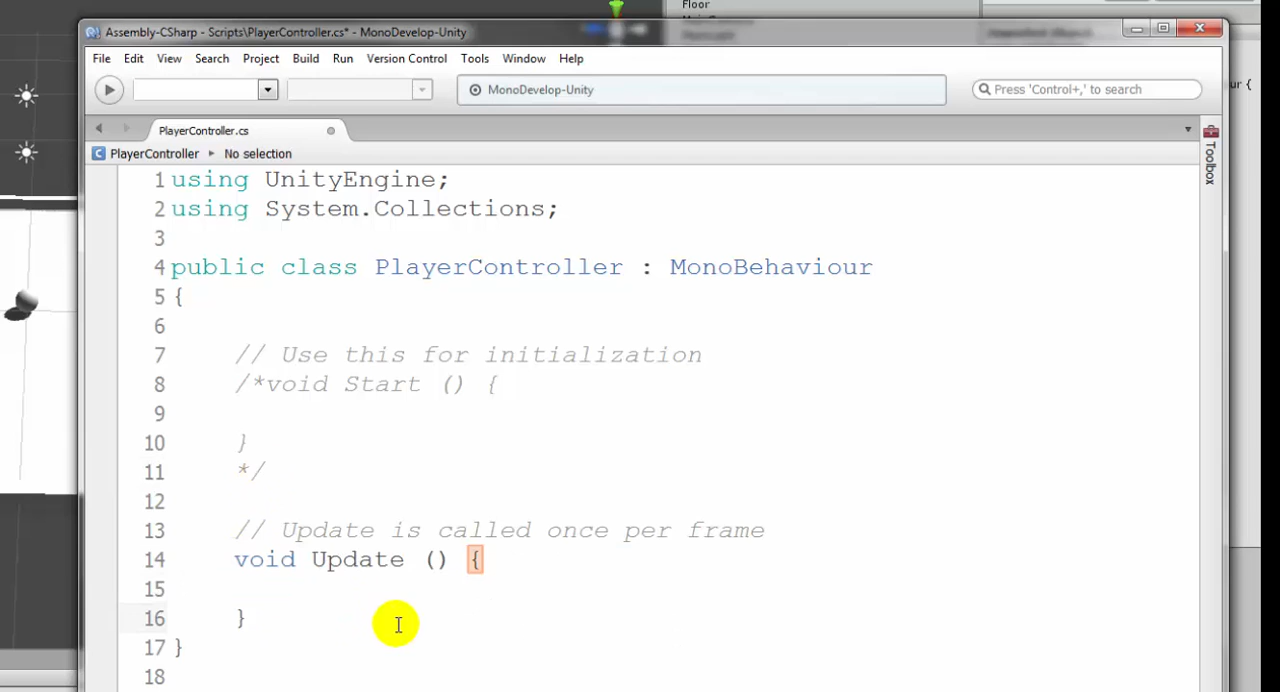 Floor
Assembly-CSharp - Scripts\PlayerController.cs* - MonoDevelop-Unity
File Edit View Search Project Build Run Version Control Tools Window Help
MonoDevelop-Unity
Press 'Control+,' to search
ur {
PlayerController.cs
PlayerController No selection
Toolbox
1 using UnityEngine;
2 using System.Collections;
3
4 public class PlayerController : MonoBehaviour
5 {
6
7 // Use this for initialization
8 /*void Start () {
9
10 }
11 */
12
13 // Update is called once per frame
14 void Update () {
15
16 }
17 }
18